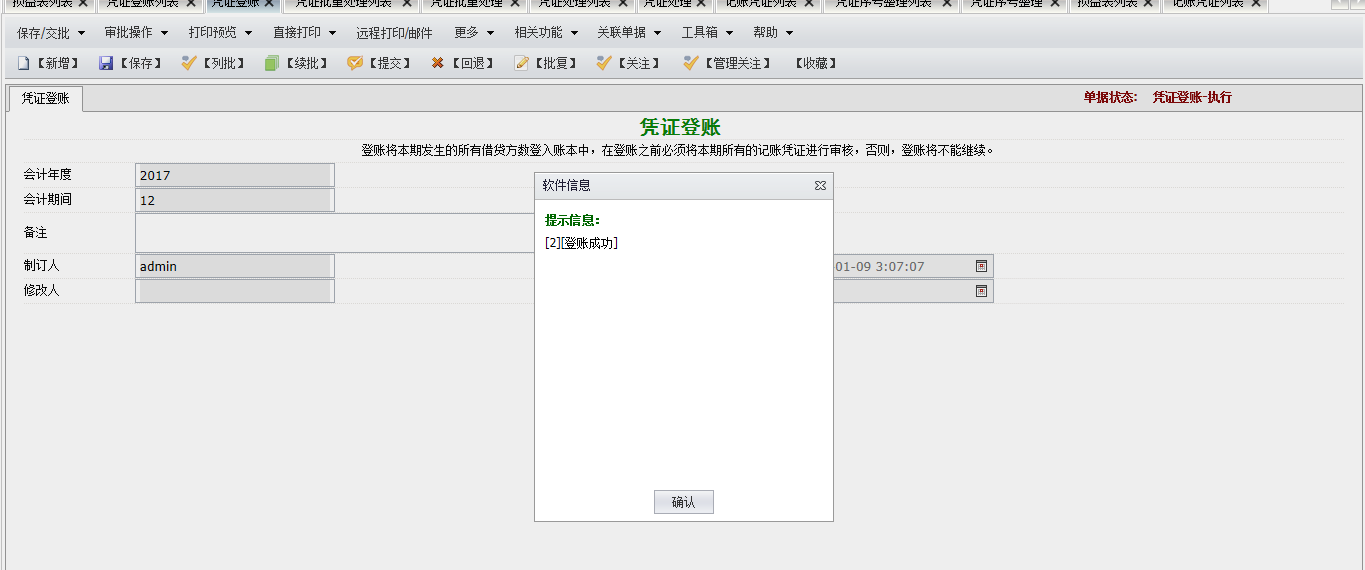 损益表列表 凭证登账列表 凭证登账 凭证批量处理列表 凭证批量处理 凭证处理列表 凭证处理 记账凭证列表 凭证序号整理列表 凭证序号整理 损益表列表 记账凭证列表
保存/交批 审批操作 打印预览 直接打印 远程打印/邮件 更多 相关功能 关联单据 工具箱 帮助
【新增】 【保存】 【列批】 【续批】 【提交】 【回退】 【批复】 【关注】 【管理关注】 【收藏】
凭证登账 单据状态: 凭证登账-执行
凭证登账
登账将本期发生的所有借贷方数登入账本中，在登账之前必须将本期所有的记账凭证进行审核，否则，登账将不能继续。
会计年度 2017
会计期间 12
备注
制订人 admin -01-09 3:07:07
修改人
软件信息
提示信息:
[2][登账成功]
确认